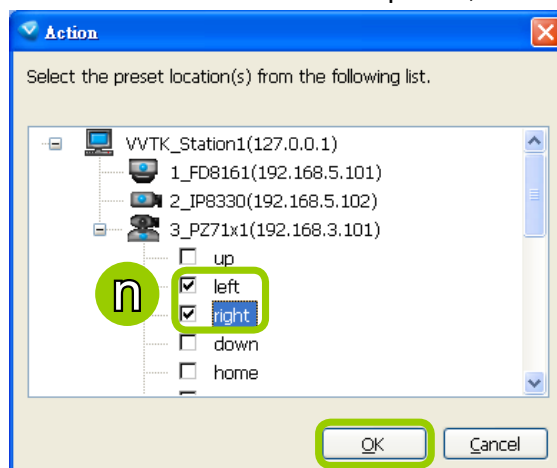 Action
Select the preset location(s) from the following list.
VVTK_Station1(127.0.0.1)
1_FD8161(192.168.5.101)
2_IP8330(192.168.5.102)
3_PZ71x1(192.168.3.101)
up
n
left
right
down
home
OK
Cancel